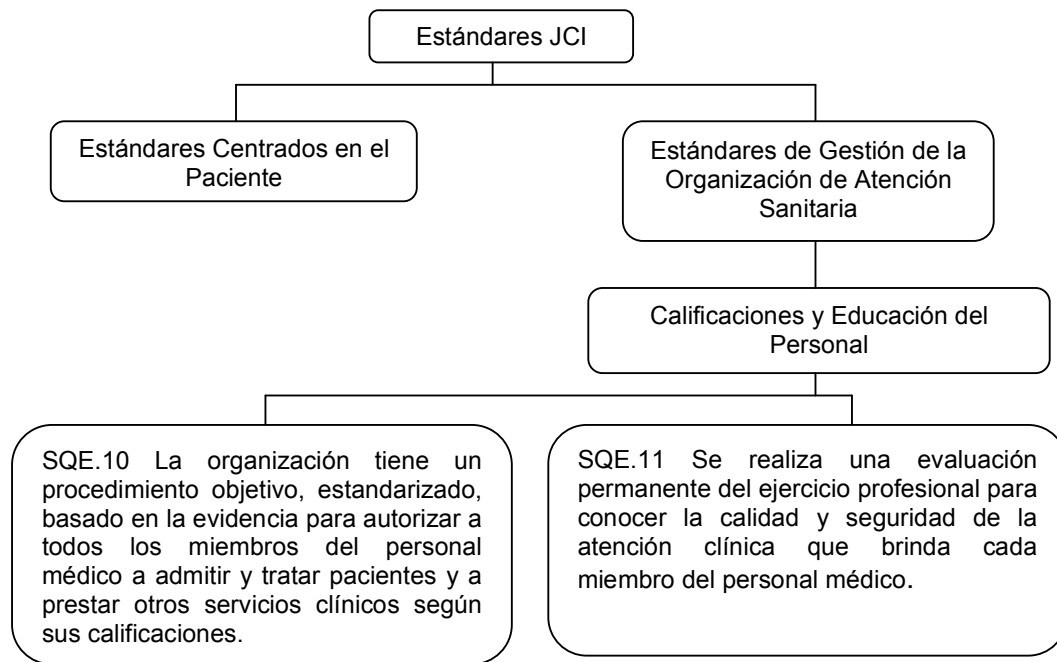 Estándares JCI
Estándares Centrados en el
Paciente
Estándares de Gestión de la
Organización de Atención
Sanitaria
Calificaciones y Educación del
Personal
SQE.10 La organización tiene un
procedimiento objetivo, estandarizado,
basado en la evidencia para autorizar a
todos los miembros del personal
médico a admitir y tratar pacientes y a
prestar otros servicios clínicos según
sus calificaciones.
SQE.11 Se realiza una evaluación
permanente del ejercicio profesional para
conocer la calidad y seguridad de la
atención clínica que brinda cada
miembro del personal médico.